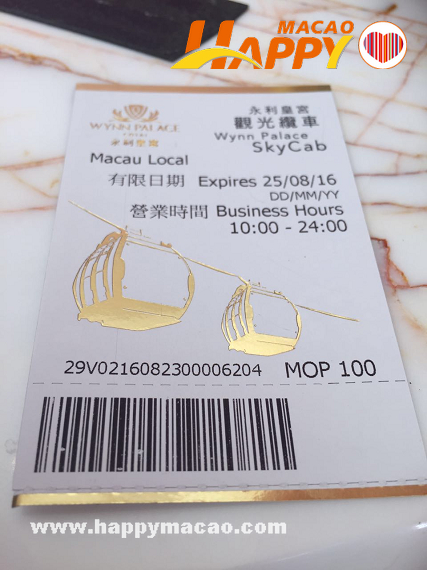 MACAO
HAPPY
WYNN PALACE
永利皇宮
永利皇宮
觀光纜車
Wynn Palace
SkyCab
Macau Local
有限日期 Expires 25/08/16
DD/MM/YY
營業時間 Business Hours
10:00 - 24:00
29V0216082300006204 MOP 100
www.happymacao.com